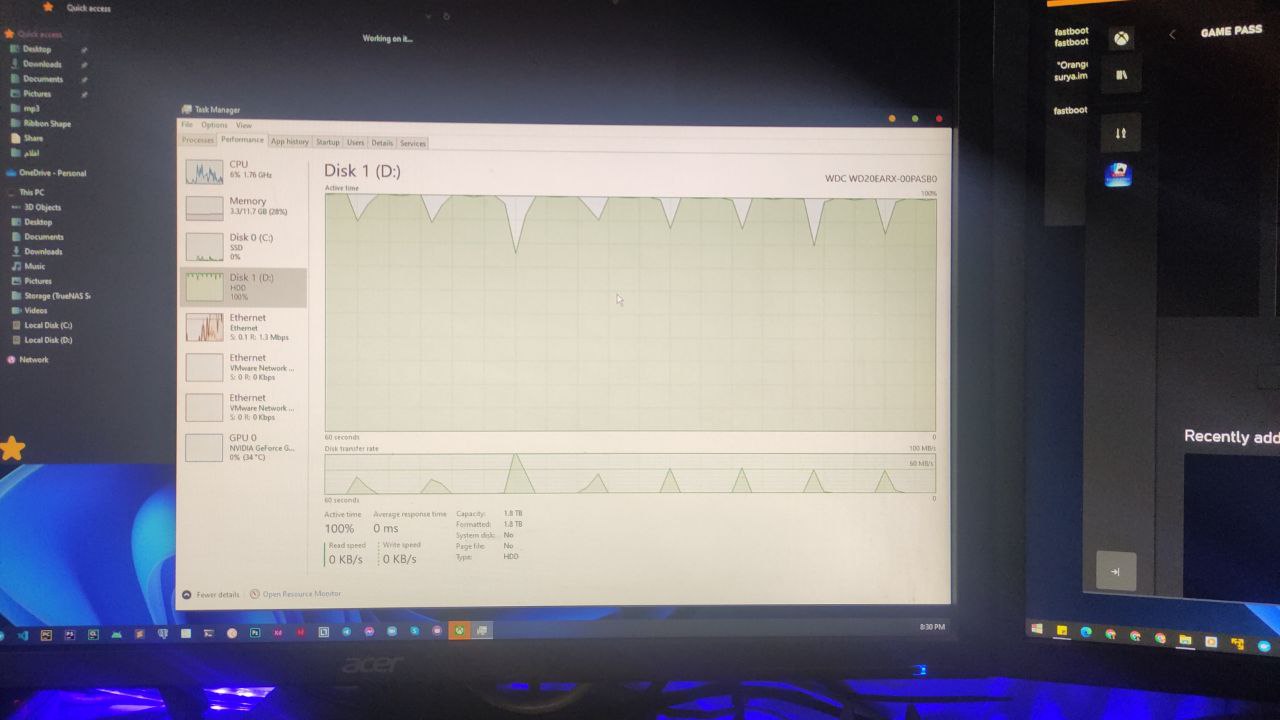 Quick access
Working on it...
Quick access
Desktop
Downloads
Documents
Pictures
mp3
Ribbon Shape
Share
افلام
OneDrive - Personal
This PC
3D Objects
Desktop
Documents
Downloads
Music
Pictures
Storage (TrueNAS Se
Videos
Local Disk (C:)
Local Disk (D:)
Network
Task Manager
File Options View
Processes Performance App history Startup Users Details Services
CPU
6% 1.76 GHz
Memory
3.3/11.7 GB (28%)
Disk 0 (C:)
SSD
0%
Disk 1 (D:)
HDD
100%
Ethernet
Ethernet
S: 0.1 R: 1.3 Mbps
Ethernet
VMware Network ...
S: 0 R: 0 Kbps
Ethernet
VMware Network ...
S: 0 R: 0 Kbps
GPU 0
NVIDIA GeForce G...
0% (34 °C)
Disk 1 (D:)
WDC WD20EARX-00PASB0
Active time
100%
60 seconds
0
Disk transfer rate
100 MB/s
60 MB/s
60 seconds
0
Active time
100%
Average response time
0 ms
Read speed
0 KB/s
Write speed
0 KB/s
Capacity: 1.8 TB
Formatted: 1.8 TB
System disk: No
Page file: No
Type: HDD
Fewer details
Open Resource Monitor
8:30 PM
acer
fastboot
fastboot
"Orang
surya.im
fastboot
GAME PASS
Recently add